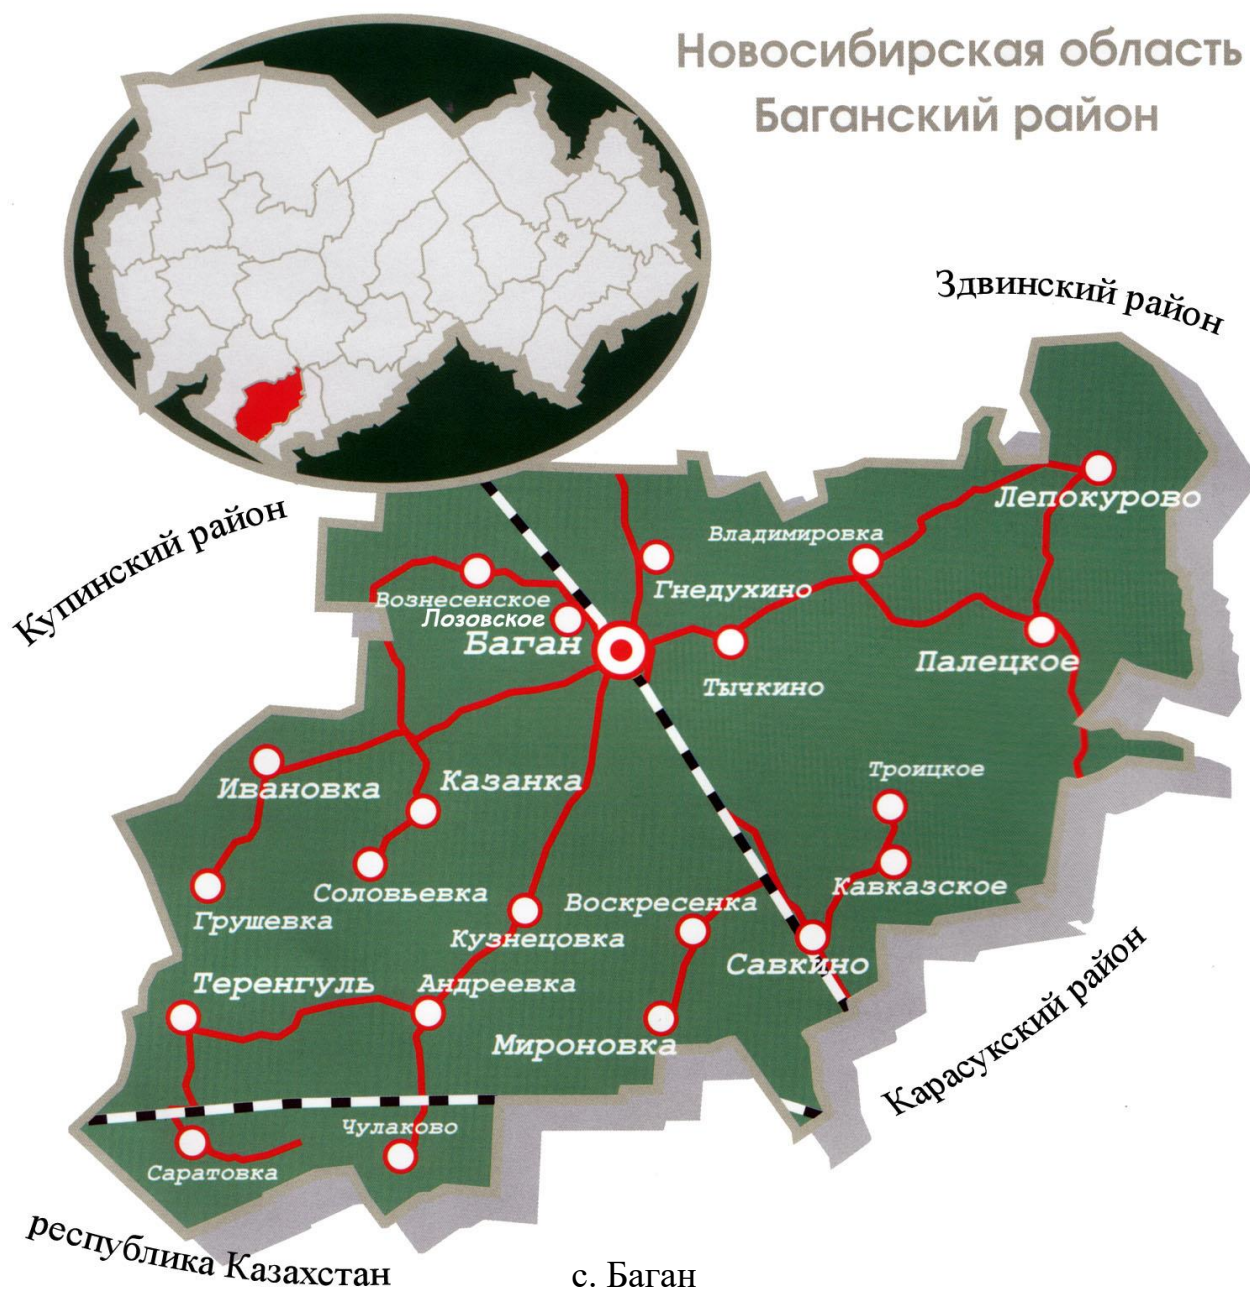 Новосибирская область
Баганский район
Здвинский район
Купинский район
Лепокурово
Владимировка
Гнедухино
Вознесенское
Лозовское
Баган
Палецкое
Тычкино
Троицкое
Ивановка
Казанка
Соловьевка
Кавказское
Воскресенка
Грушевка
Кузнецовка
Савкино
Теренгуль
Андреевка
Мироновка
Карасукский район
Чулаково
Саратовка
республика Казахстан
с. Баган